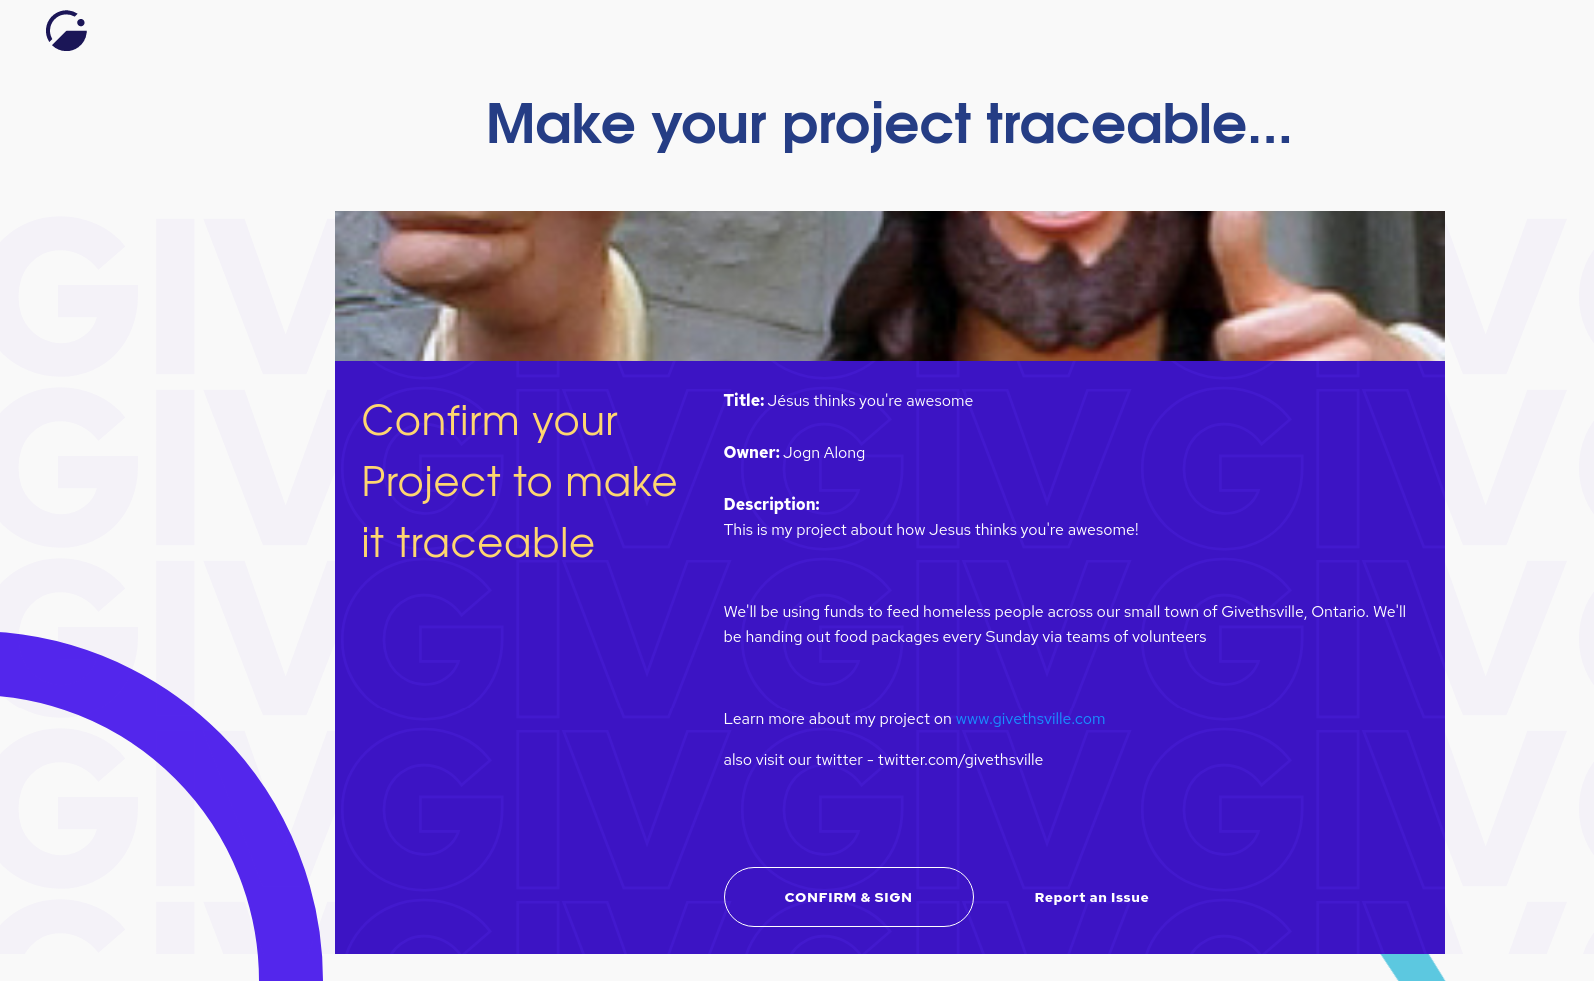 Make your project traceable...
Confirm your
Project to make
it traceable
Title: Jésus thinks you're awesome
Owner: Jogn Along
Description:
This is my project about how Jesus thinks you're awesome!
We'll be using funds to feed homeless people across our small town of Givethsville, Ontario. We'll
be handing out food packages every Sunday via teams of volunteers
Learn more about my project on www.givethsville.com
also visit our twitter - twitter.com/givethsville
CONFIRM & SIGN
Report an Issue